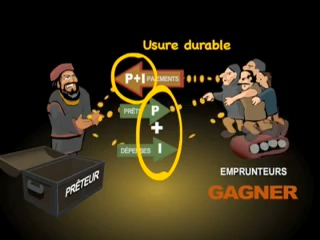 Usure durable
P+I PAIEMENTS
PRÊTS P
+
DÉPENSES I
PRÊTEUR
EMPRUNTEURS
GAGNER